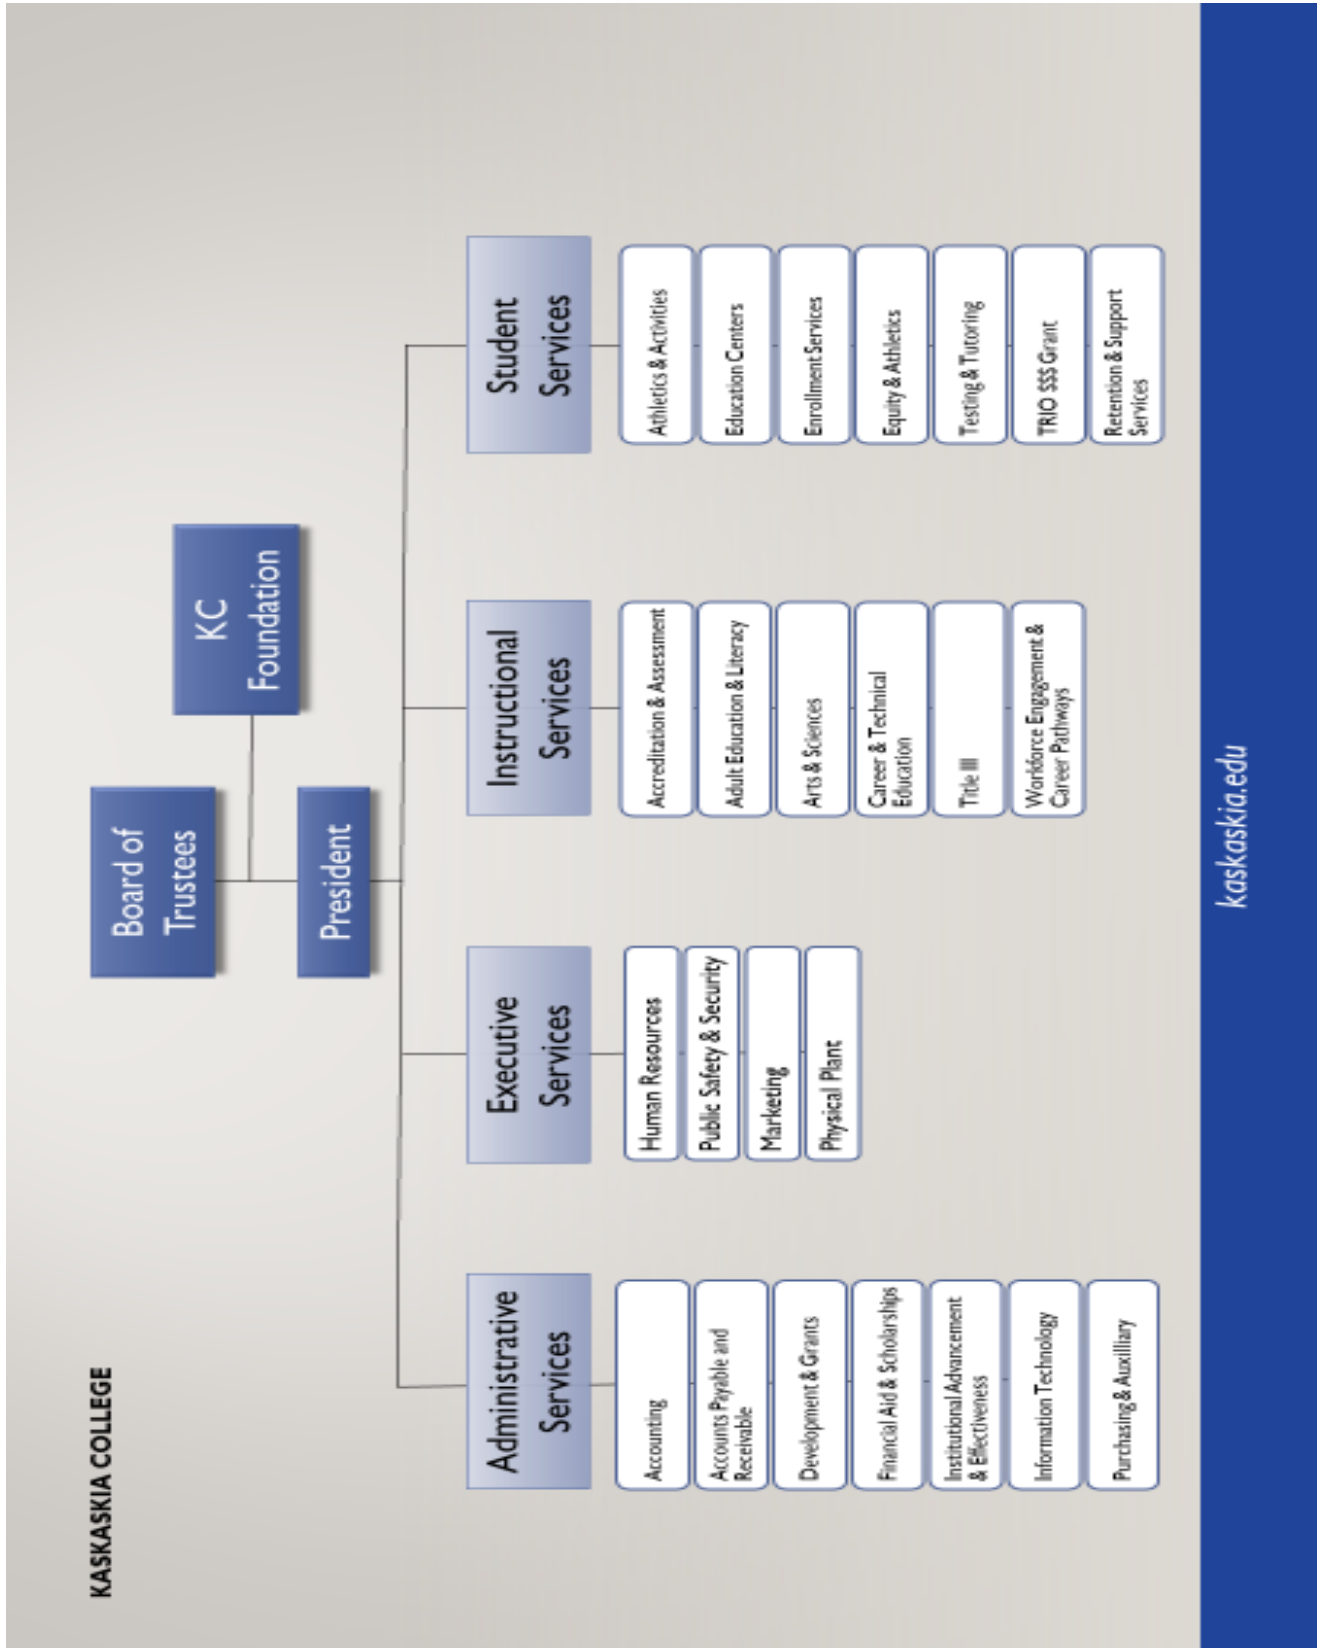 KASKASKIA COLLEGE
Board of
Trustees
KC
Foundation
President
Administrative
Services
Accounting
Accounts Payable and
Receivable
Development & Grants
Financial Aid & Scholarships
Institutional Advancement
& Effectiveness
Information Technology
Purchasing & Auxilliary
Executive
Services
Human Resources
Public Safety & Security
Marketing
Physical Plant
Instructional
Services
Accreditation & Assessment
Adult Education & Literacy
Arts & Sciences
Career & Technical
Education
Title III
Workforce Engagement &
Career Pathways
Student
Services
Athletics & Activities
Education Centers
Enrollment Services
Equity & Athletics
Testing & Tutoring
TRIO SSS Grant
Retention & Support
Services
kaskaskia.edu